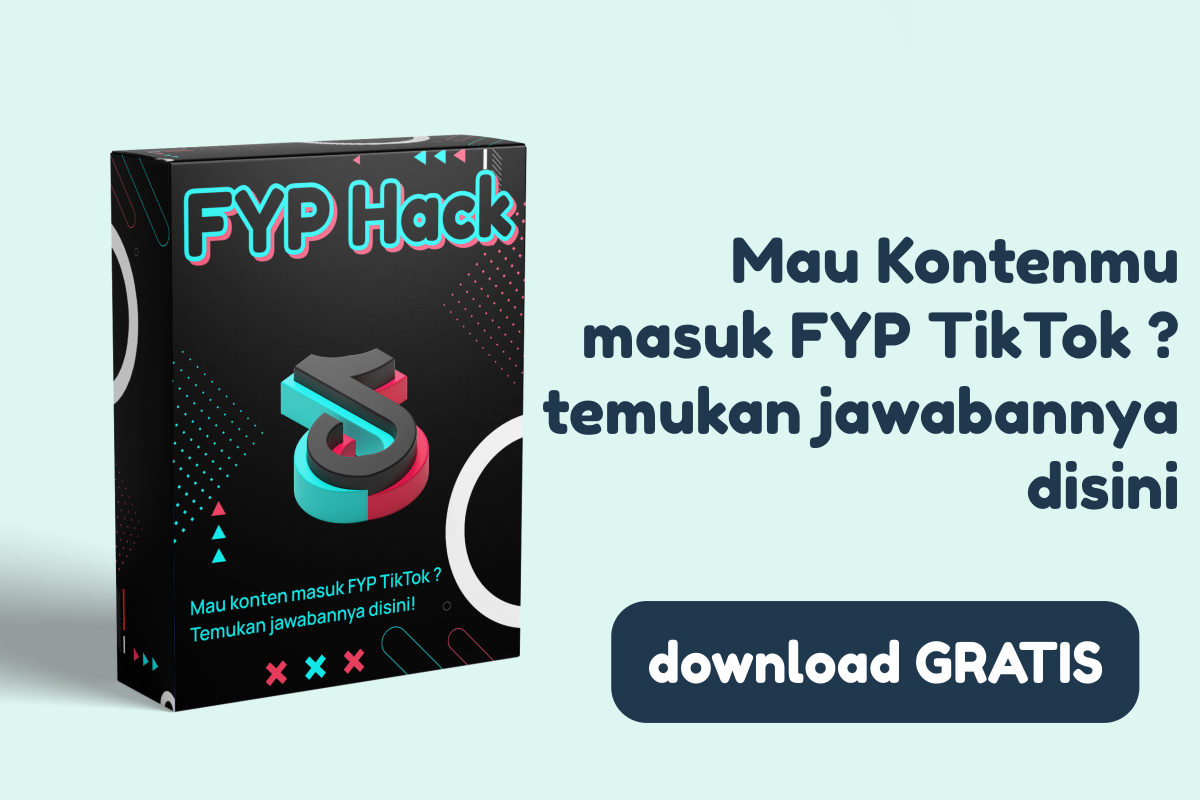 FYP Hack
Mau konten masuk FYP TikTok ?
Temukan jawabannya disini!
Mau Kontenmu
masuk FYP TikTok ?
temukan jawabannya
disini
download GRATIS